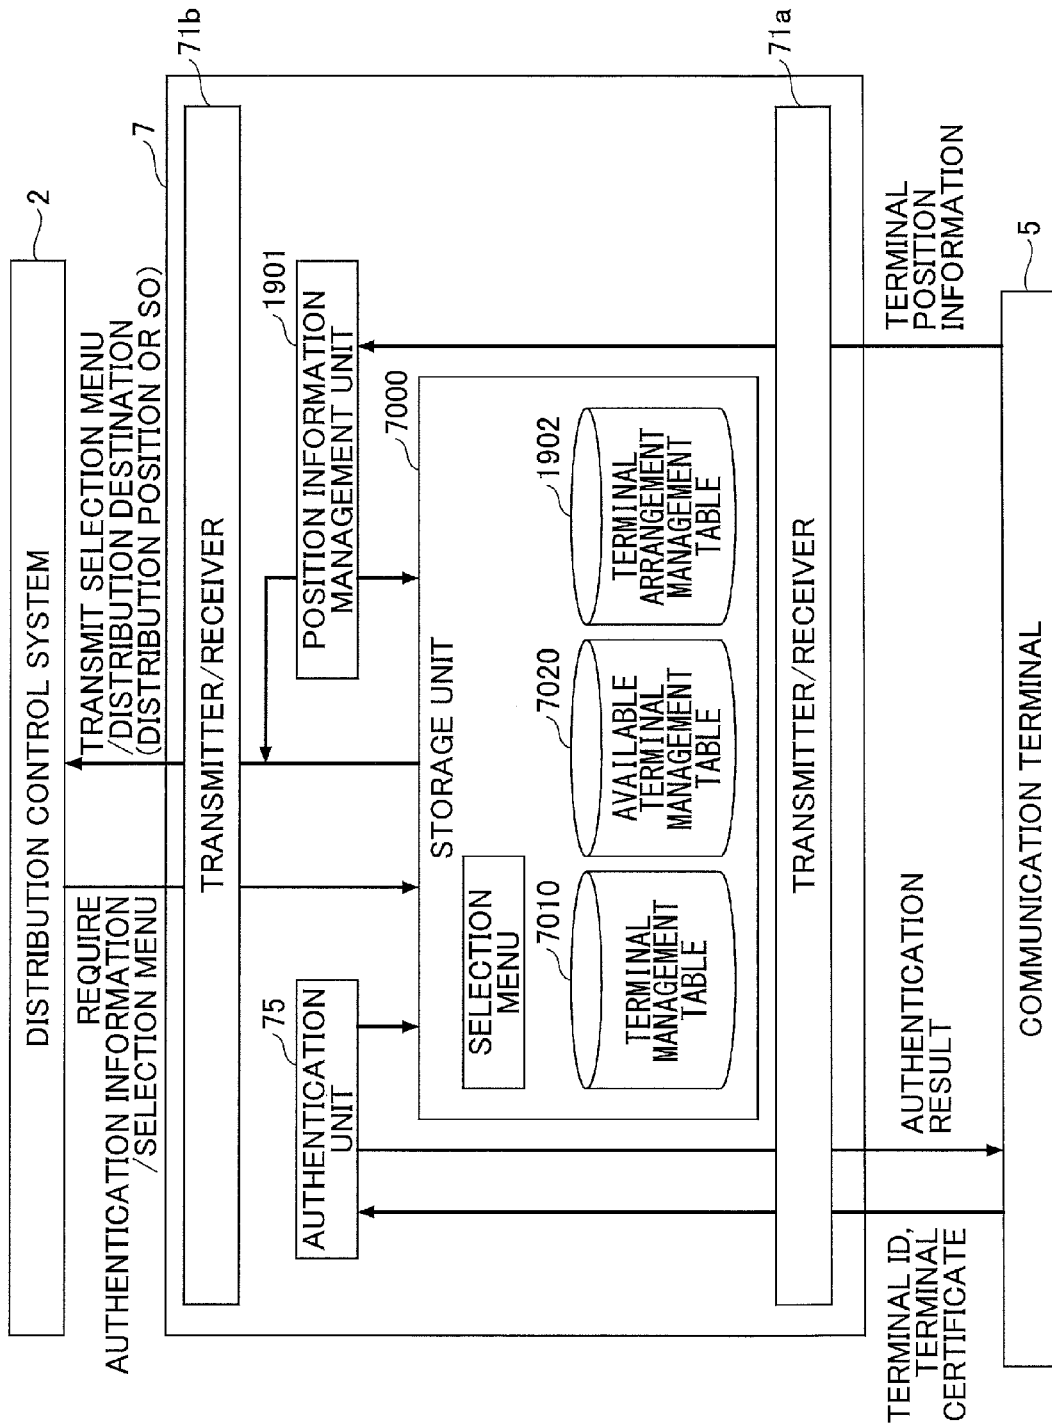 DISTRIBUTION CONTROL SYSTEM
2
REQUIRE
AUTHENTICATION INFORMATION
/SELECTION MENU
TRANSMIT SELECTION MENU
/DISTRIBUTION DESTINATION
(DISTRIBUTION POSITION OR SO)
7
TRANSMITTER/RECEIVER
71b
75
AUTHENTICATION
UNIT
1901
POSITION INFORMATION
MANAGEMENT UNIT
7000
STORAGE UNIT
SELECTION
MENU
7010
TERMINAL
MANAGEMENT
TABLE
7020
AVAILABLE
TERMINAL
MANAGEMENT
TABLE
1902
TERMINAL
ARRANGEMENT
MANAGEMENT
TABLE
TRANSMITTER/RECEIVER
71a
TERMINAL ID,
TERMINAL
CERTIFICATE
AUTHENTICATION
RESULT
TERMINAL
POSITION
INFORMATION
COMMUNICATION TERMINAL
5